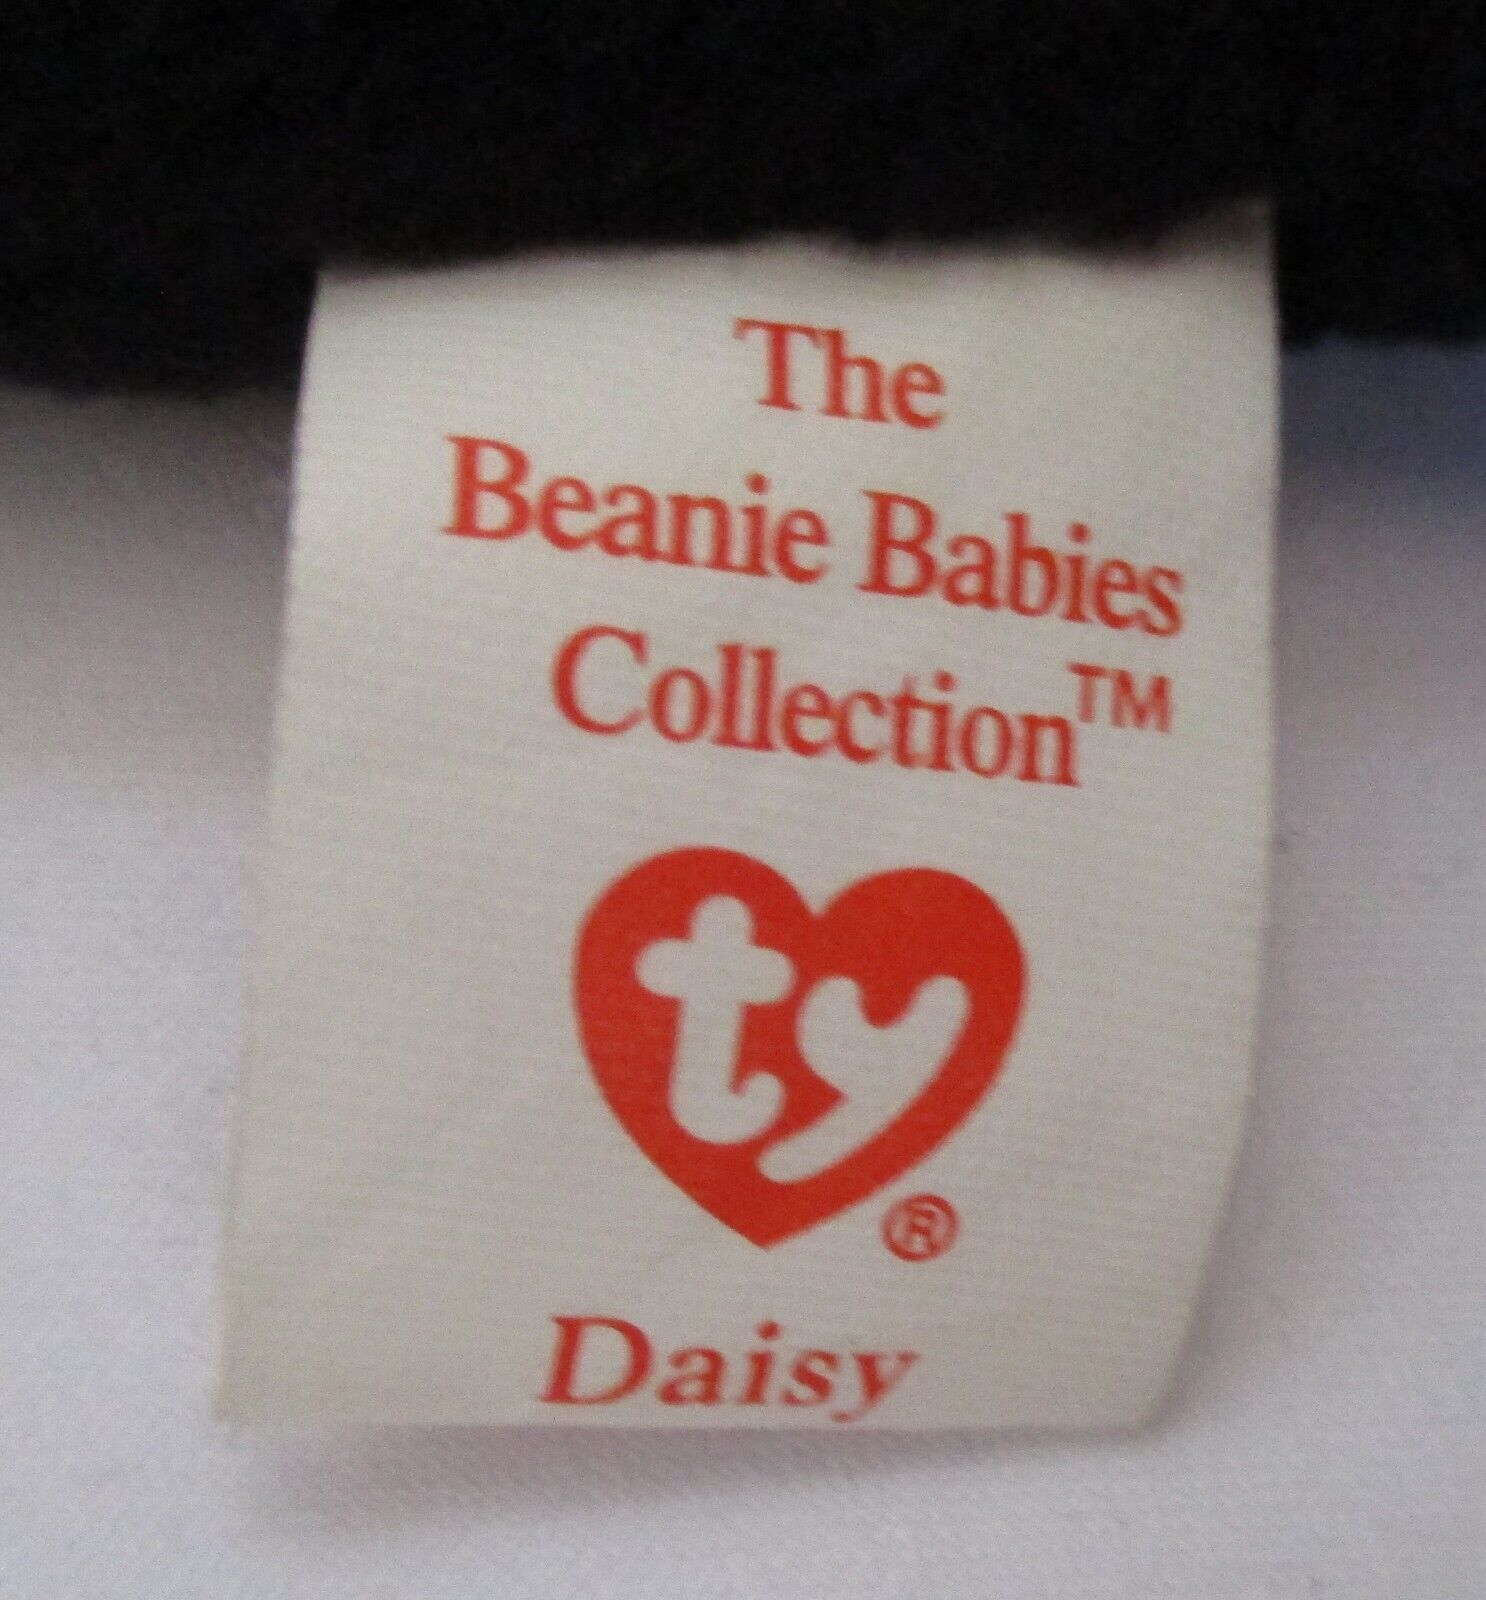 The
Beanie Babies
Collection™
ty
®
Daisy